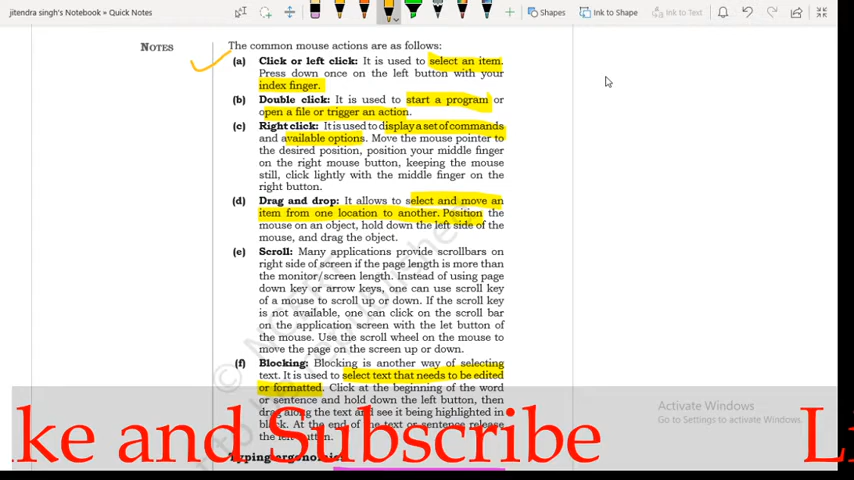 jitendra singh's Notebook » Quick Notes
Shapes
Ink to Shape
Ink to Text
NOTES
The common mouse actions are as follows:
(a) Click or left click: It is used to select an item.
Press down once on the left button with your
index finger.
(b) Double click: It is used to start a program or
open a file or trigger an action.
(c) Right click: It is used to display a set of commands
and available options. Move the mouse pointer to
the desired position, position your middle finger
on the right mouse button, keeping the mouse
still, click lightly with the middle finger on the
right button.
(d) Drag and drop: It allows to select and move an
item from one location to another. Position the
mouse on an object, hold down the left side of the
mouse, and drag the object.
(e) Scroll: Many applications provide scrollbars on
right side of screen if the page length is more than
the monitor/screen length. Instead of using page
down key or arrow keys, one can use scroll key
of a mouse to scroll up or down. If the scroll key
is not available, one can click on the scroll bar
on the application screen with the let button of
the mouse. Use the scroll wheel on the mouse to
move the page on the screen up or down.
(f) Blocking: Blocking is another way of selecting
text. It is used to select text that needs to be edited
or formatted. Click at the beginning of the word
or sentence and hold down the left button, then
drag along the text and see it being highlighted in
black. At the end of the text or sentence release
the left button.
Typing ergonomics
Activate Windows
Go to Settings to activate Windows.
ke and Subscribe Li